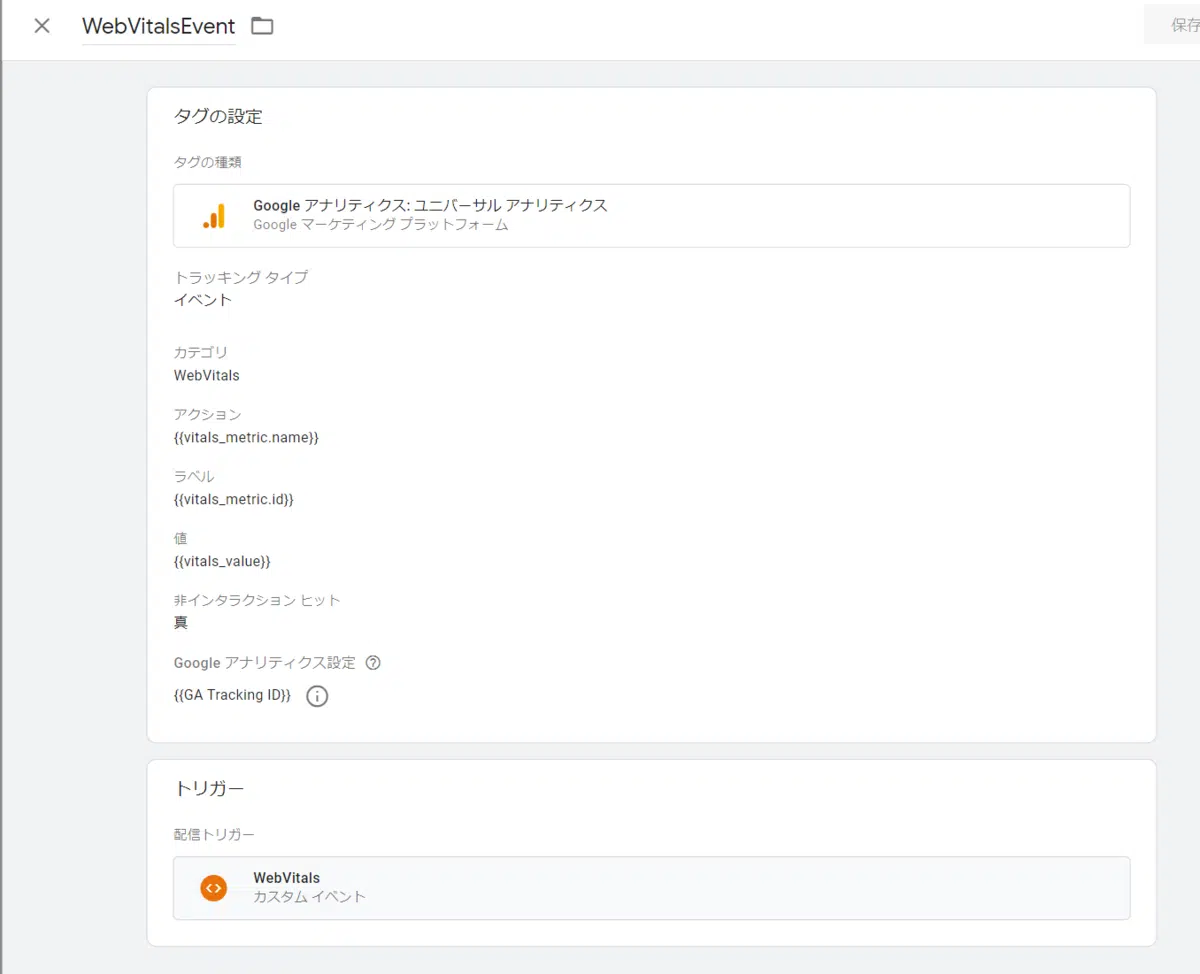 WebVitalsEvent
保存
タグの設定
タグの種類
Google アナリティクス: ユニバーサル アナリティクス
Google マーケティング プラットフォーム
トラッキング タイプ
イベント
カテゴリ
WebVitals
アクション
{{vitals_metric.name}}
ラベル
{{vitals_metric.id}}
値
{{vitals_value}}
非インタラクション ヒット
真
Google アナリティクス設定
{{GA Tracking ID}}
トリガー
配信トリガー
WebVitals
カスタム イベント